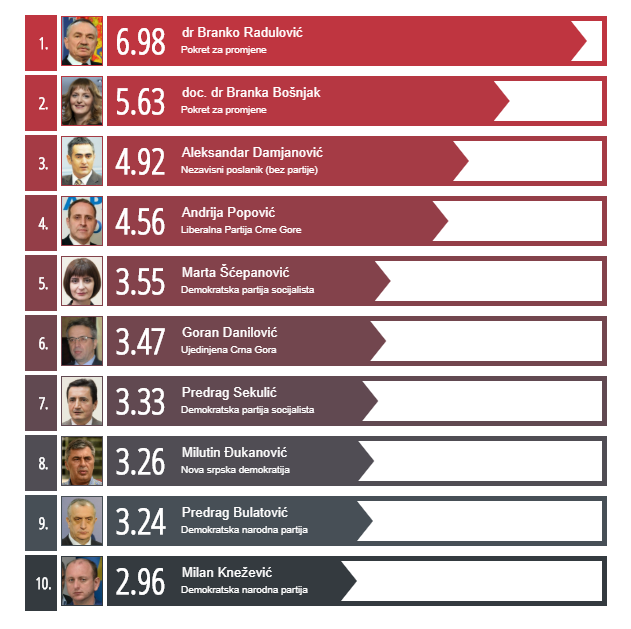 1.
6.98
dr Branko Radulović
Pokret za promjene
2.
5.63
doc. dr Branka Bošnjak
Pokret za promjene
3.
4.92
Aleksandar Damjanović
Nezavisni poslanik (bez partije)
4.
4.56
Andrija Popović
Liberalna Partija Crne Gore
5.
3.55
Marta Šćepanović
Demokratska partija socijalista
6.
3.47
Goran Danilović
Ujedinjena Crna Gora
7.
3.33
Predrag Sekulić
Demokratska partija socijalista
8.
3.26
Milutin Đukanović
Nova srpska demokratija
9.
3.24
Predrag Bulatović
Demokratska narodna partija
10.
2.96
Milan Knežević
Demokratska narodna partija